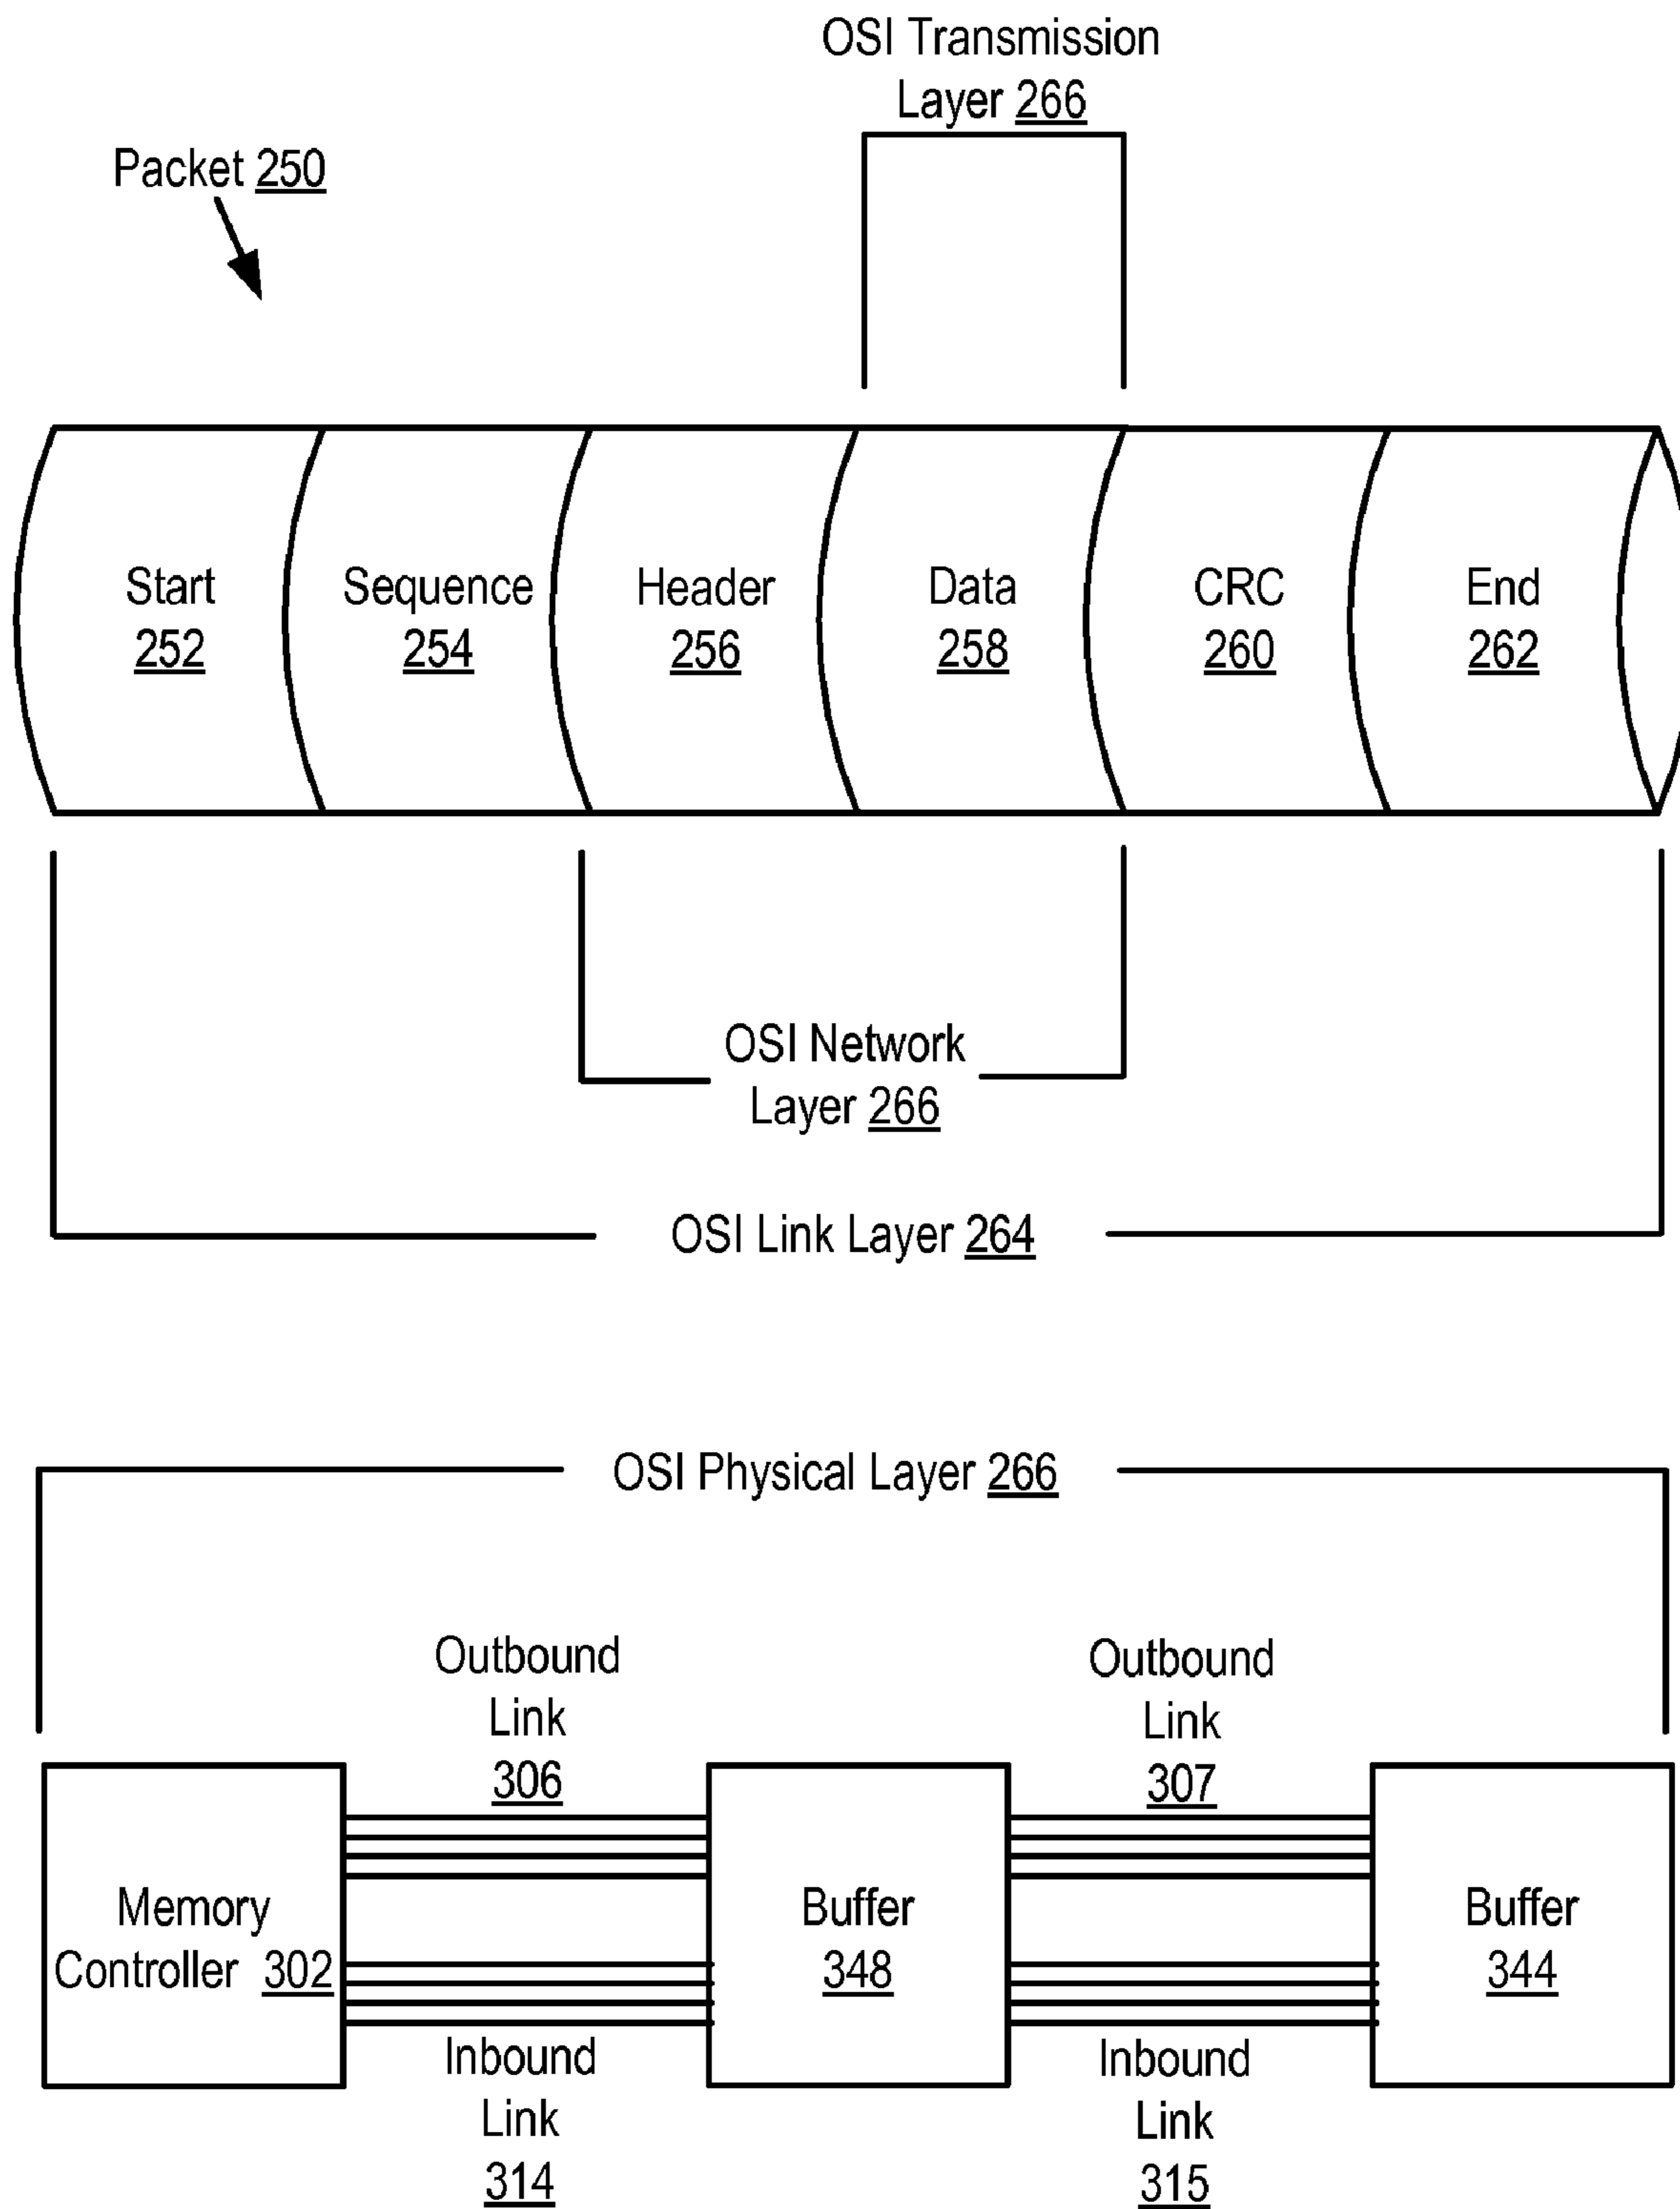 OSI Transmission
Layer 266
Packet 250
Start
252
Sequence
254
Header
256
Data
258
CRC
260
End
262
OSI Network
Layer 266
OSI Link Layer 264
OSI Physical Layer 266
Outbound
Link
306
Outbound
Link
307
Memory
Controller 302
Buffer
348
Buffer
344
Inbound
Link
314
Inbound
Link
315